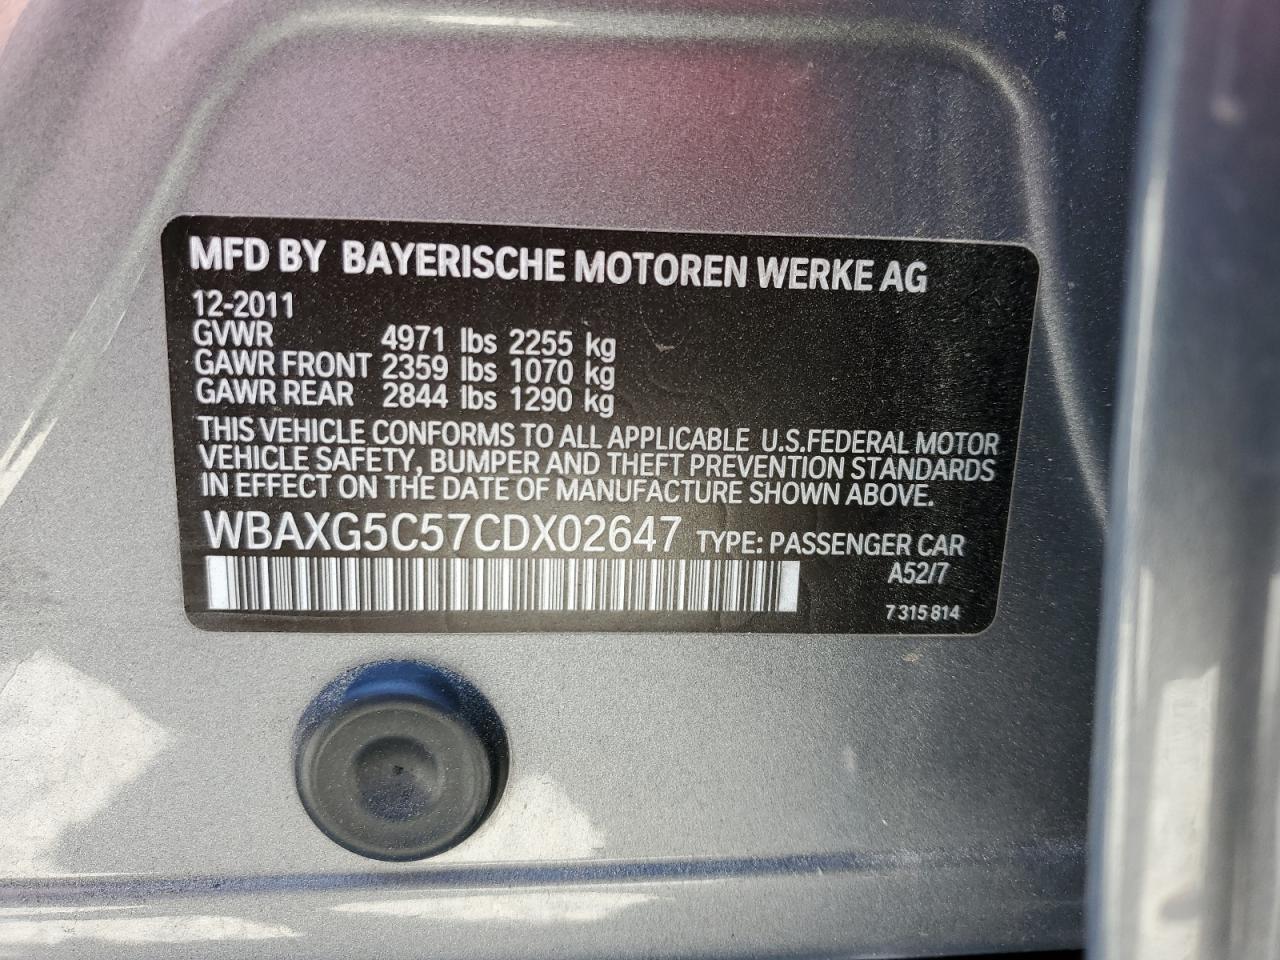 MFD BY BAYERISCHE MOTOREN WERKE AG
12-2011
GVWR 4971 lbs 2255 kg
GAWR FRONT 2359 lbs 1070 kg
GAWR REAR 2844 lbs 1290 kg
THIS VEHICLE CONFORMS TO ALL APPLICABLE U.S.FEDERAL MOTOR
VEHICLE SAFETY, BUMPER AND THEFT PREVENTION STANDARDS
IN EFFECT ON THE DATE OF MANUFACTURE SHOWN ABOVE.
WBAXG5C57CDX02647 TYPE: PASSENGER CAR
A52/7
7 315 814